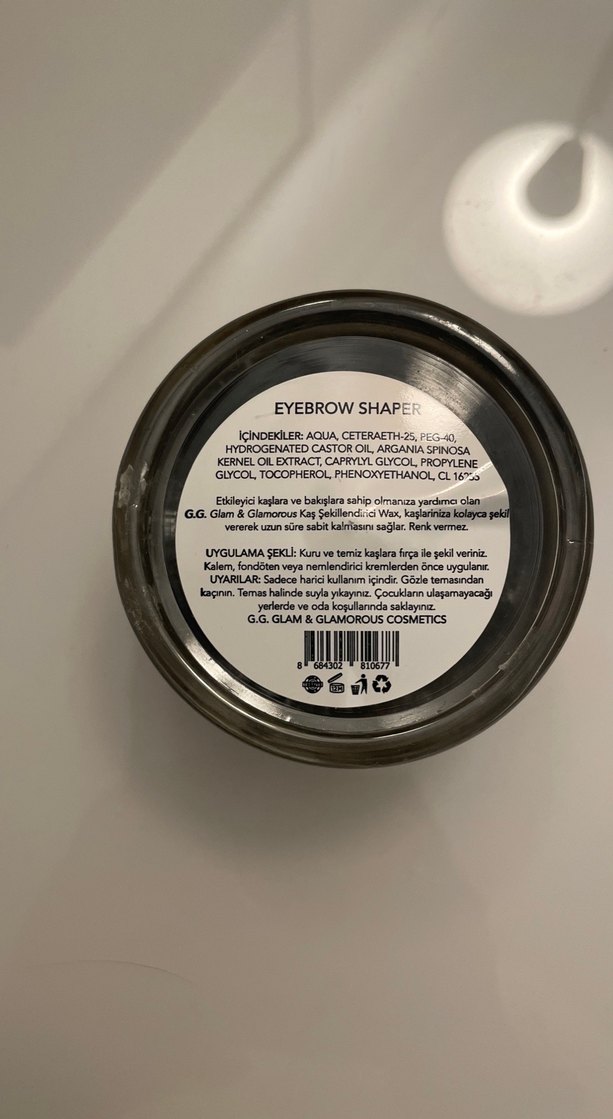 EYEBROW SHAPER
İÇİNDEKİLER: AQUA, CETERAETH-25, PEG-40,
HYDROGENATED CASTOR OIL, ARGANIA SPINOSA
KERNEL OIL EXTRACT, CAPRYLYL GLYCOL, PROPYLENE
GLYCOL, TOCOPHEROL, PHENOXYETHANOL, CL 16255
Etkileyici kaşlara ve bakışlara sahip olmanıza yardımcı olan
G.G. Glam & Glamorous Kaş Şekillendirici Wax, kaşlariniza kolayca şekil
vererek uzun süre sabit kalmasını sağlar. Renk vermez.
UYGULAMA ŞEKLİ: Kuru ve temiz kaşlara fırça ile şekil veriniz.
Kalem, fondöten veya nemlendirici kremlerden önce uygulanır.
UYARILAR: Sadece harici kullanım içindir. Gözle temasından
kaçının. Temas halinde suyla yıkayınız. Çocukların ulaşamayacağı
yerlerde ve oda koşullarında saklayınız.
G.G. GLAM & GLAMOROUS COSMETICS
8 684302 810677